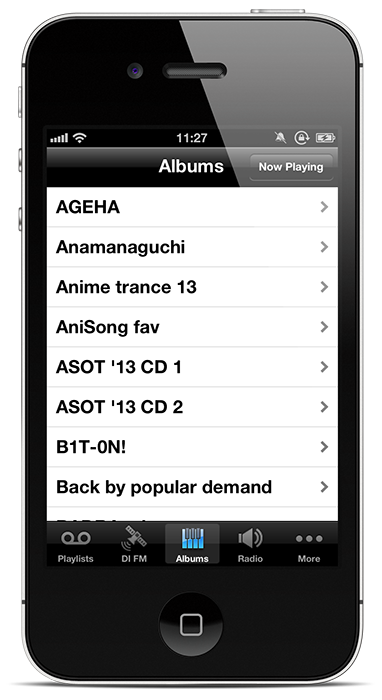 11:27
Albums
Now Playing
AGEHA
Anamanaguchi
Anime trance 13
AniSong fav
ASOT '13 CD 1
ASOT '13 CD 2
B1T-0N!
Back by popular demand
Playlists
DI FM
Albums
Radio
More